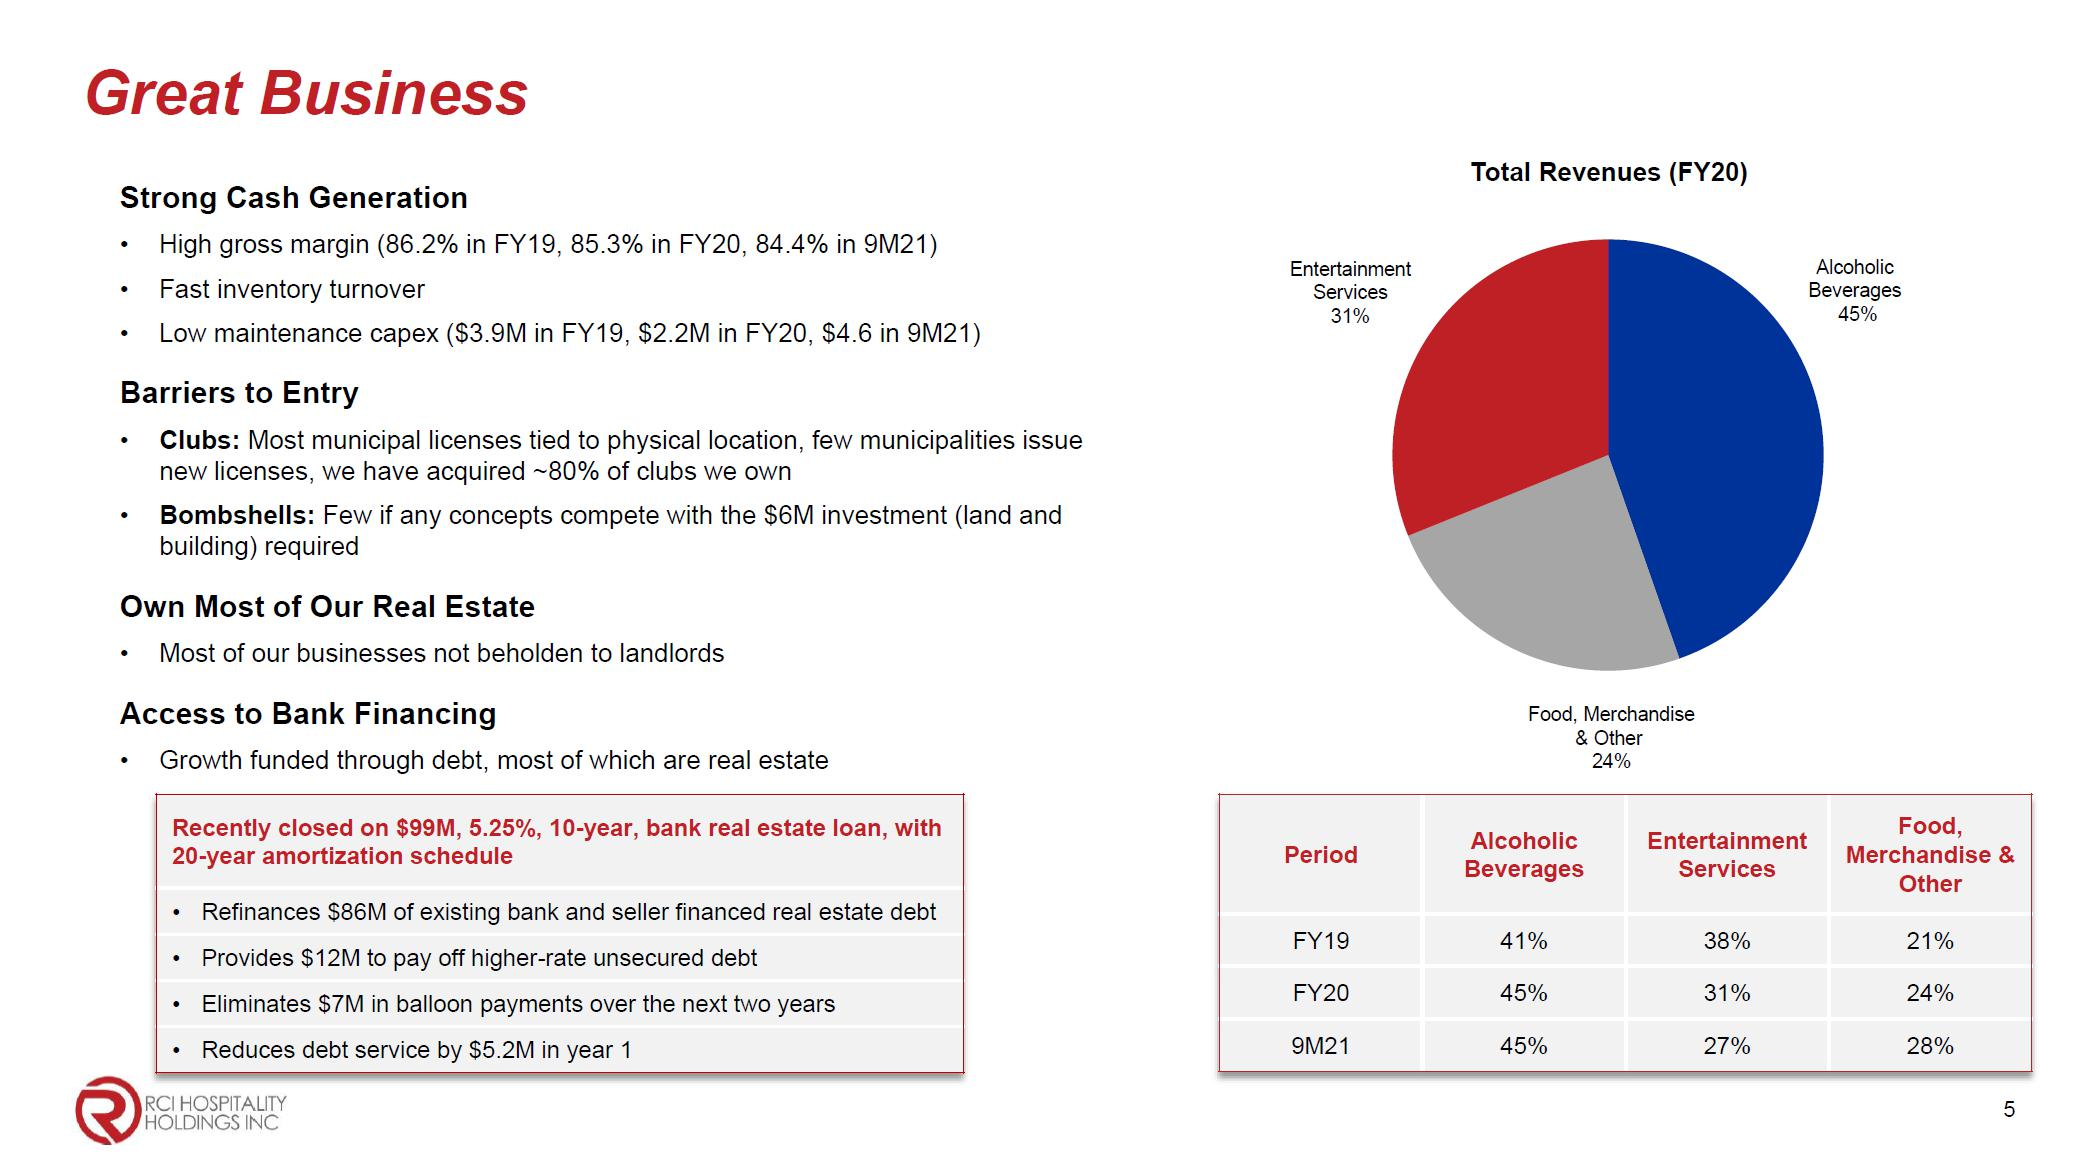 Great Business
Strong Cash Generation
• High gross margin (86.2% in FY19, 85.3% in FY20, 84.4% in 9M21)
• Fast inventory turnover
• Low maintenance capex ($3.9M in FY19, $2.2M in FY20, $4.6 in 9M21)
Barriers to Entry
• Clubs: Most municipal licenses tied to physical location, few municipalities issue
new licenses, we have acquired ~80% of clubs we own
• Bombshells: Few if any concepts compete with the $6M investment (land and
building) required
Own Most of Our Real Estate
• Most of our businesses not beholden to landlords
Access to Bank Financing
• Growth funded through debt, most of which are real estate
Recently closed on $99M, 5.25%, 10-year, bank real estate loan, with
20-year amortization schedule
• Refinances $86M of existing bank and seller financed real estate debt
• Provides $12M to pay off higher-rate unsecured debt
• Eliminates $7M in balloon payments over the next two years
• Reduces debt service by $5.2M in year 1
Total Revenues (FY20)
Entertainment
Services
31%
Alcoholic
Beverages
45%
Food, Merchandise
& Other
24%
Period
Alcoholic
Beverages
Entertainment
Services
Food,
Merchandise &
Other
FY19 41% 38% 21%
FY20 45% 31% 24%
9M21 45% 27% 28%
RCI HOSPITALITY
HOLDINGS INC
5